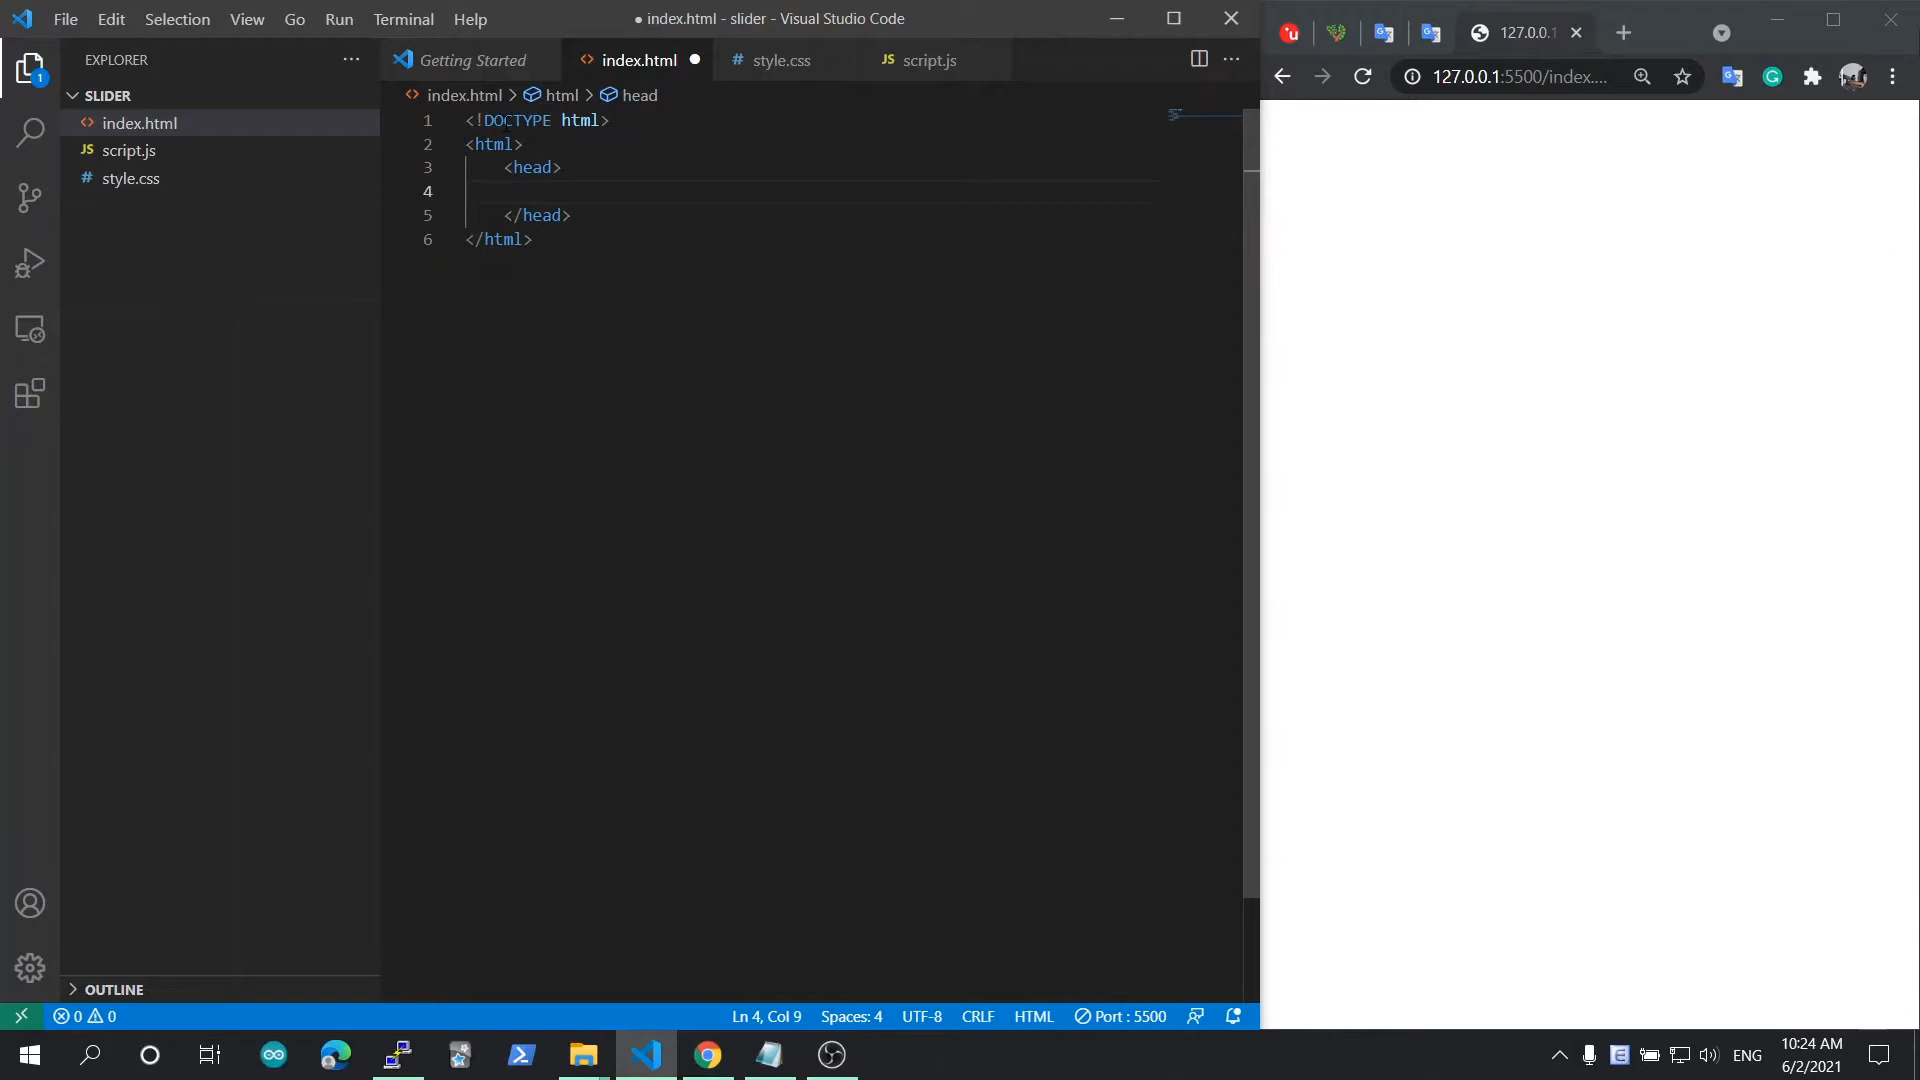 File Edit Selection View Go Run Terminal Help
● index.html - slider - Visual Studio Code
127.0.0.1
EXPLORER
Getting Started
index.html
style.css
script.js
127.0.0.1:5500/index....
1
SLIDER
index.html > html > head
index.html
script.js
style.css
1 <!DOCTYPE html>
2 <html>
3 <head>
4
5 </head>
6 </html>
OUTLINE
0 0
Ln 4, Col 9 Spaces: 4 UTF-8 CRLF HTML Port : 5500
ENG
10:24 AM
6/2/2021